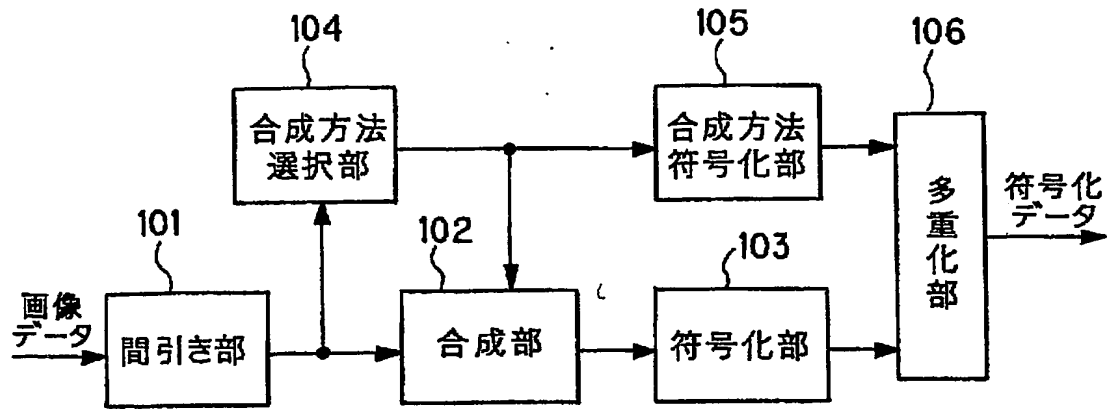 104
合成方法
選択部
105
合成方法
符号化部
106
多重化部
符号化
データ
101
画像
データ
間引き部
102
合成部
103
符号化部